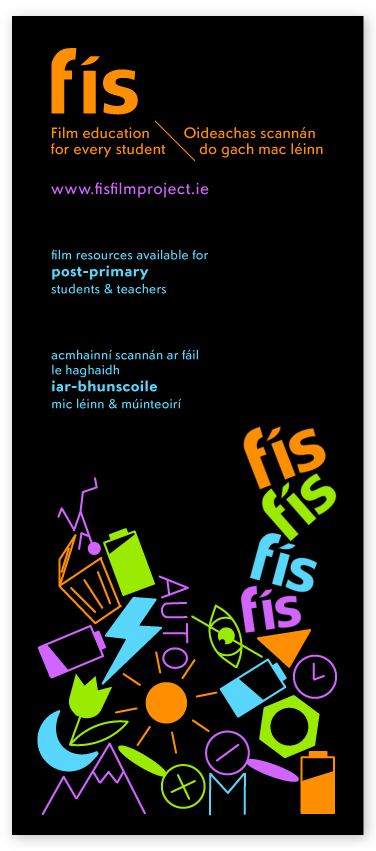 fís
Film education
for every student
Oideachas scannán
do gach mac léinn
www.fisfilmproject.ie
film resources available for
post-primary
students & teachers
acmhainní scannán ar fáil
le haghaidh
iar-bhunscoile
mic léinn & múinteoirí
fís
fís
fís
fís
AUTO
M